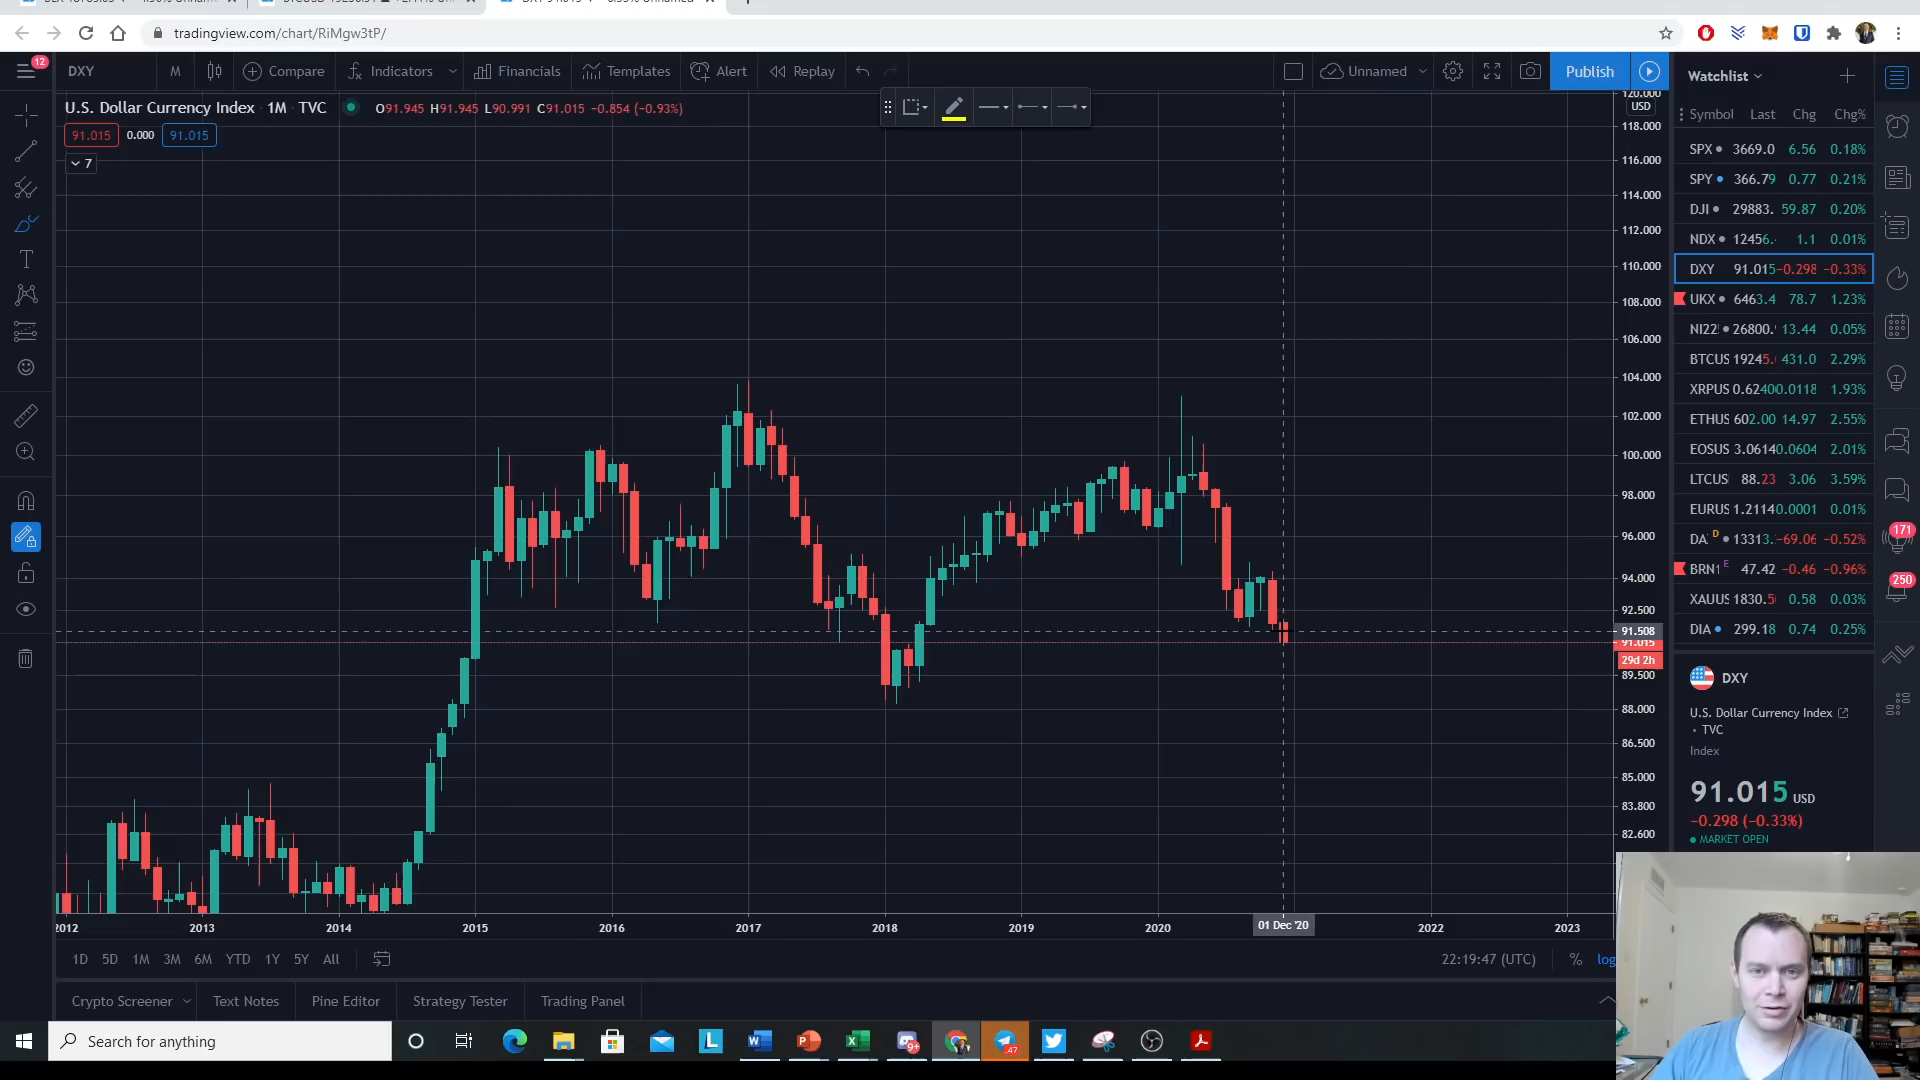 tradingview.com/chart/RiMgw3tP/
12
DXY M Compare Indicators Financials Templates Alert Replay Unnamed Publish
U.S. Dollar Currency Index · 1M · TVC O91.945 H91.945 L90.991 C91.015 −0.854 (−0.93%)
91.015 0.000 91.015
7
120.000
USD
118.000
116.000
114.000
112.000
110.000
108.000
106.000
104.000
102.000
100.000
98.000
96.000
94.000
92.500
91.508
91.015
29d 2h
89.500
88.000
86.500
85.000
83.800
82.600
2012 2013 2014 2015 2016 2017 2018 2019 2020 01 Dec '20 2022 2023
1D 5D 1M 3M 6M YTD 1Y 5Y All 22:19:47 (UTC) % log
Crypto Screener Text Notes Pine Editor Strategy Tester Trading Panel
Search for anything
9+
47
Watchlist
Symbol Last Chg Chg%
SPX 3669.0 6.56 0.18%
SPY 366.79 0.77 0.21%
DJI 29883. 59.87 0.20%
NDX 12456. 1.1 0.01%
DXY 91.015 −0.298 −0.33%
UKX 6463.4 78.7 1.23%
NI22 26800. 13.44 0.05%
BTCUS 19245. 431.0 2.29%
XRPUS 0.6240 0.0118 1.93%
ETHUS 602.00 14.97 2.55%
EOSUS 3.0614 0.0604 2.01%
LTCUS 88.23 3.06 3.59%
EURUS 1.2114 0.0001 0.01%
DA D 13313. −69.06 −0.52%
BRN1 E 47.42 −0.46 −0.96%
XAUUS 1830.5 0.58 0.03%
DIA 299.18 0.74 0.25%
171
250
DXY
U.S. Dollar Currency Index
• TVC
Index
91.015 USD
−0.298 (−0.33%)
MARKET OPEN